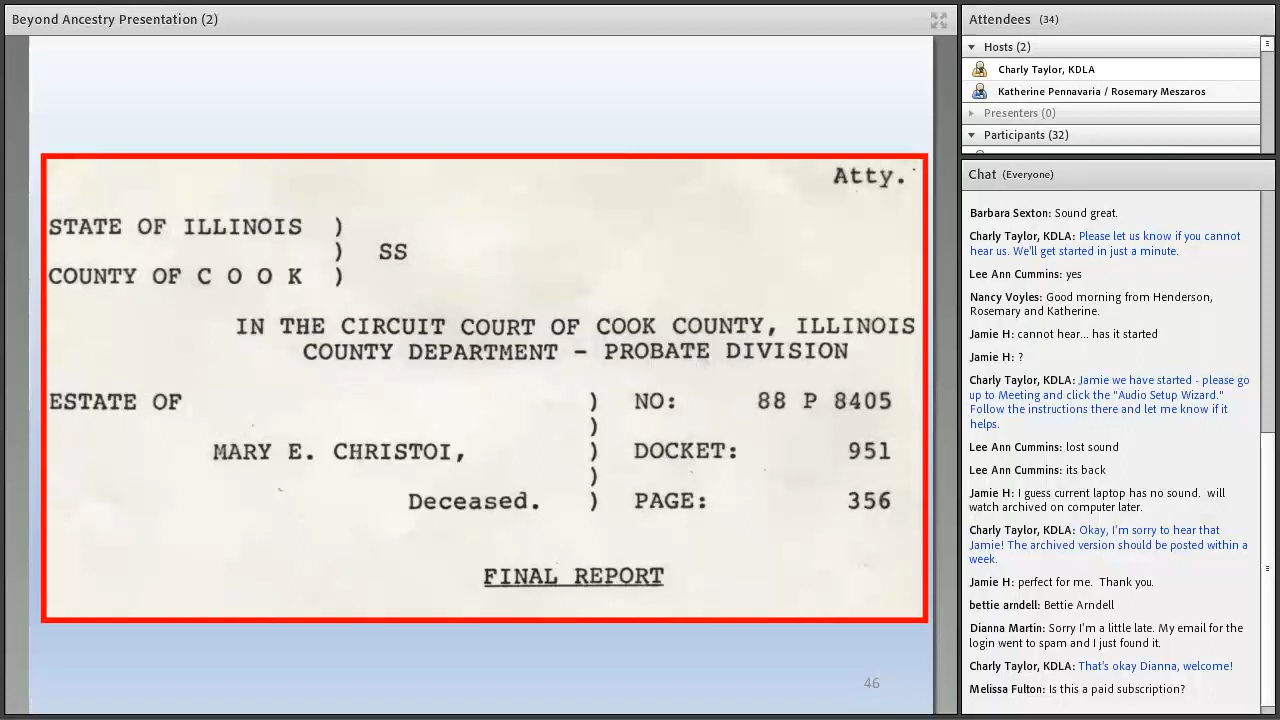 Beyond Ancestry Presentation (2)
Atty.
STATE OF ILLINOIS )
) SS
COUNTY OF C O O K )
IN THE CIRCUIT COURT OF COOK COUNTY, ILLINOIS
COUNTY DEPARTMENT - PROBATE DIVISION
ESTATE OF ) NO: 88 P 8405
)
MARY E. CHRISTOI, ) DOCKET: 951
)
Deceased. ) PAGE: 356
FINAL REPORT
46
Attendees (34)
Hosts (2)
Charly Taylor, KDLA
Katherine Pennavaria / Rosemary Meszaros
Presenters (0)
Participants (32)
Chat (Everyone)
Barbara Sexton: Sound great.
Charly Taylor, KDLA: Please let us know if you cannot
hear us. We'll get started in just a minute.
Lee Ann Cummins: yes
Nancy Voyles: Good morning from Henderson,
Rosemary and Katherine.
Jamie H: cannot hear... has it started
Jamie H: ?
Charly Taylor, KDLA: Jamie we have started - please go
up to Meeting and click the "Audio Setup Wizard."
Follow the instructions there and let me know if it
helps.
Lee Ann Cummins: lost sound
Lee Ann Cummins: its back
Jamie H: I guess current laptop has no sound. will
watch archived on computer later.
Charly Taylor, KDLA: Okay, I'm sorry to hear that
Jamie! The archived version should be posted within a
week.
Jamie H: perfect for me. Thank you.
bettie arndell: Bettie Arndell
Dianna Martin: Sorry I'm a little late. My email for the
login went to spam and I just found it.
Charly Taylor, KDLA: That's okay Dianna, welcome!
Melissa Fulton: Is this a paid subscription?